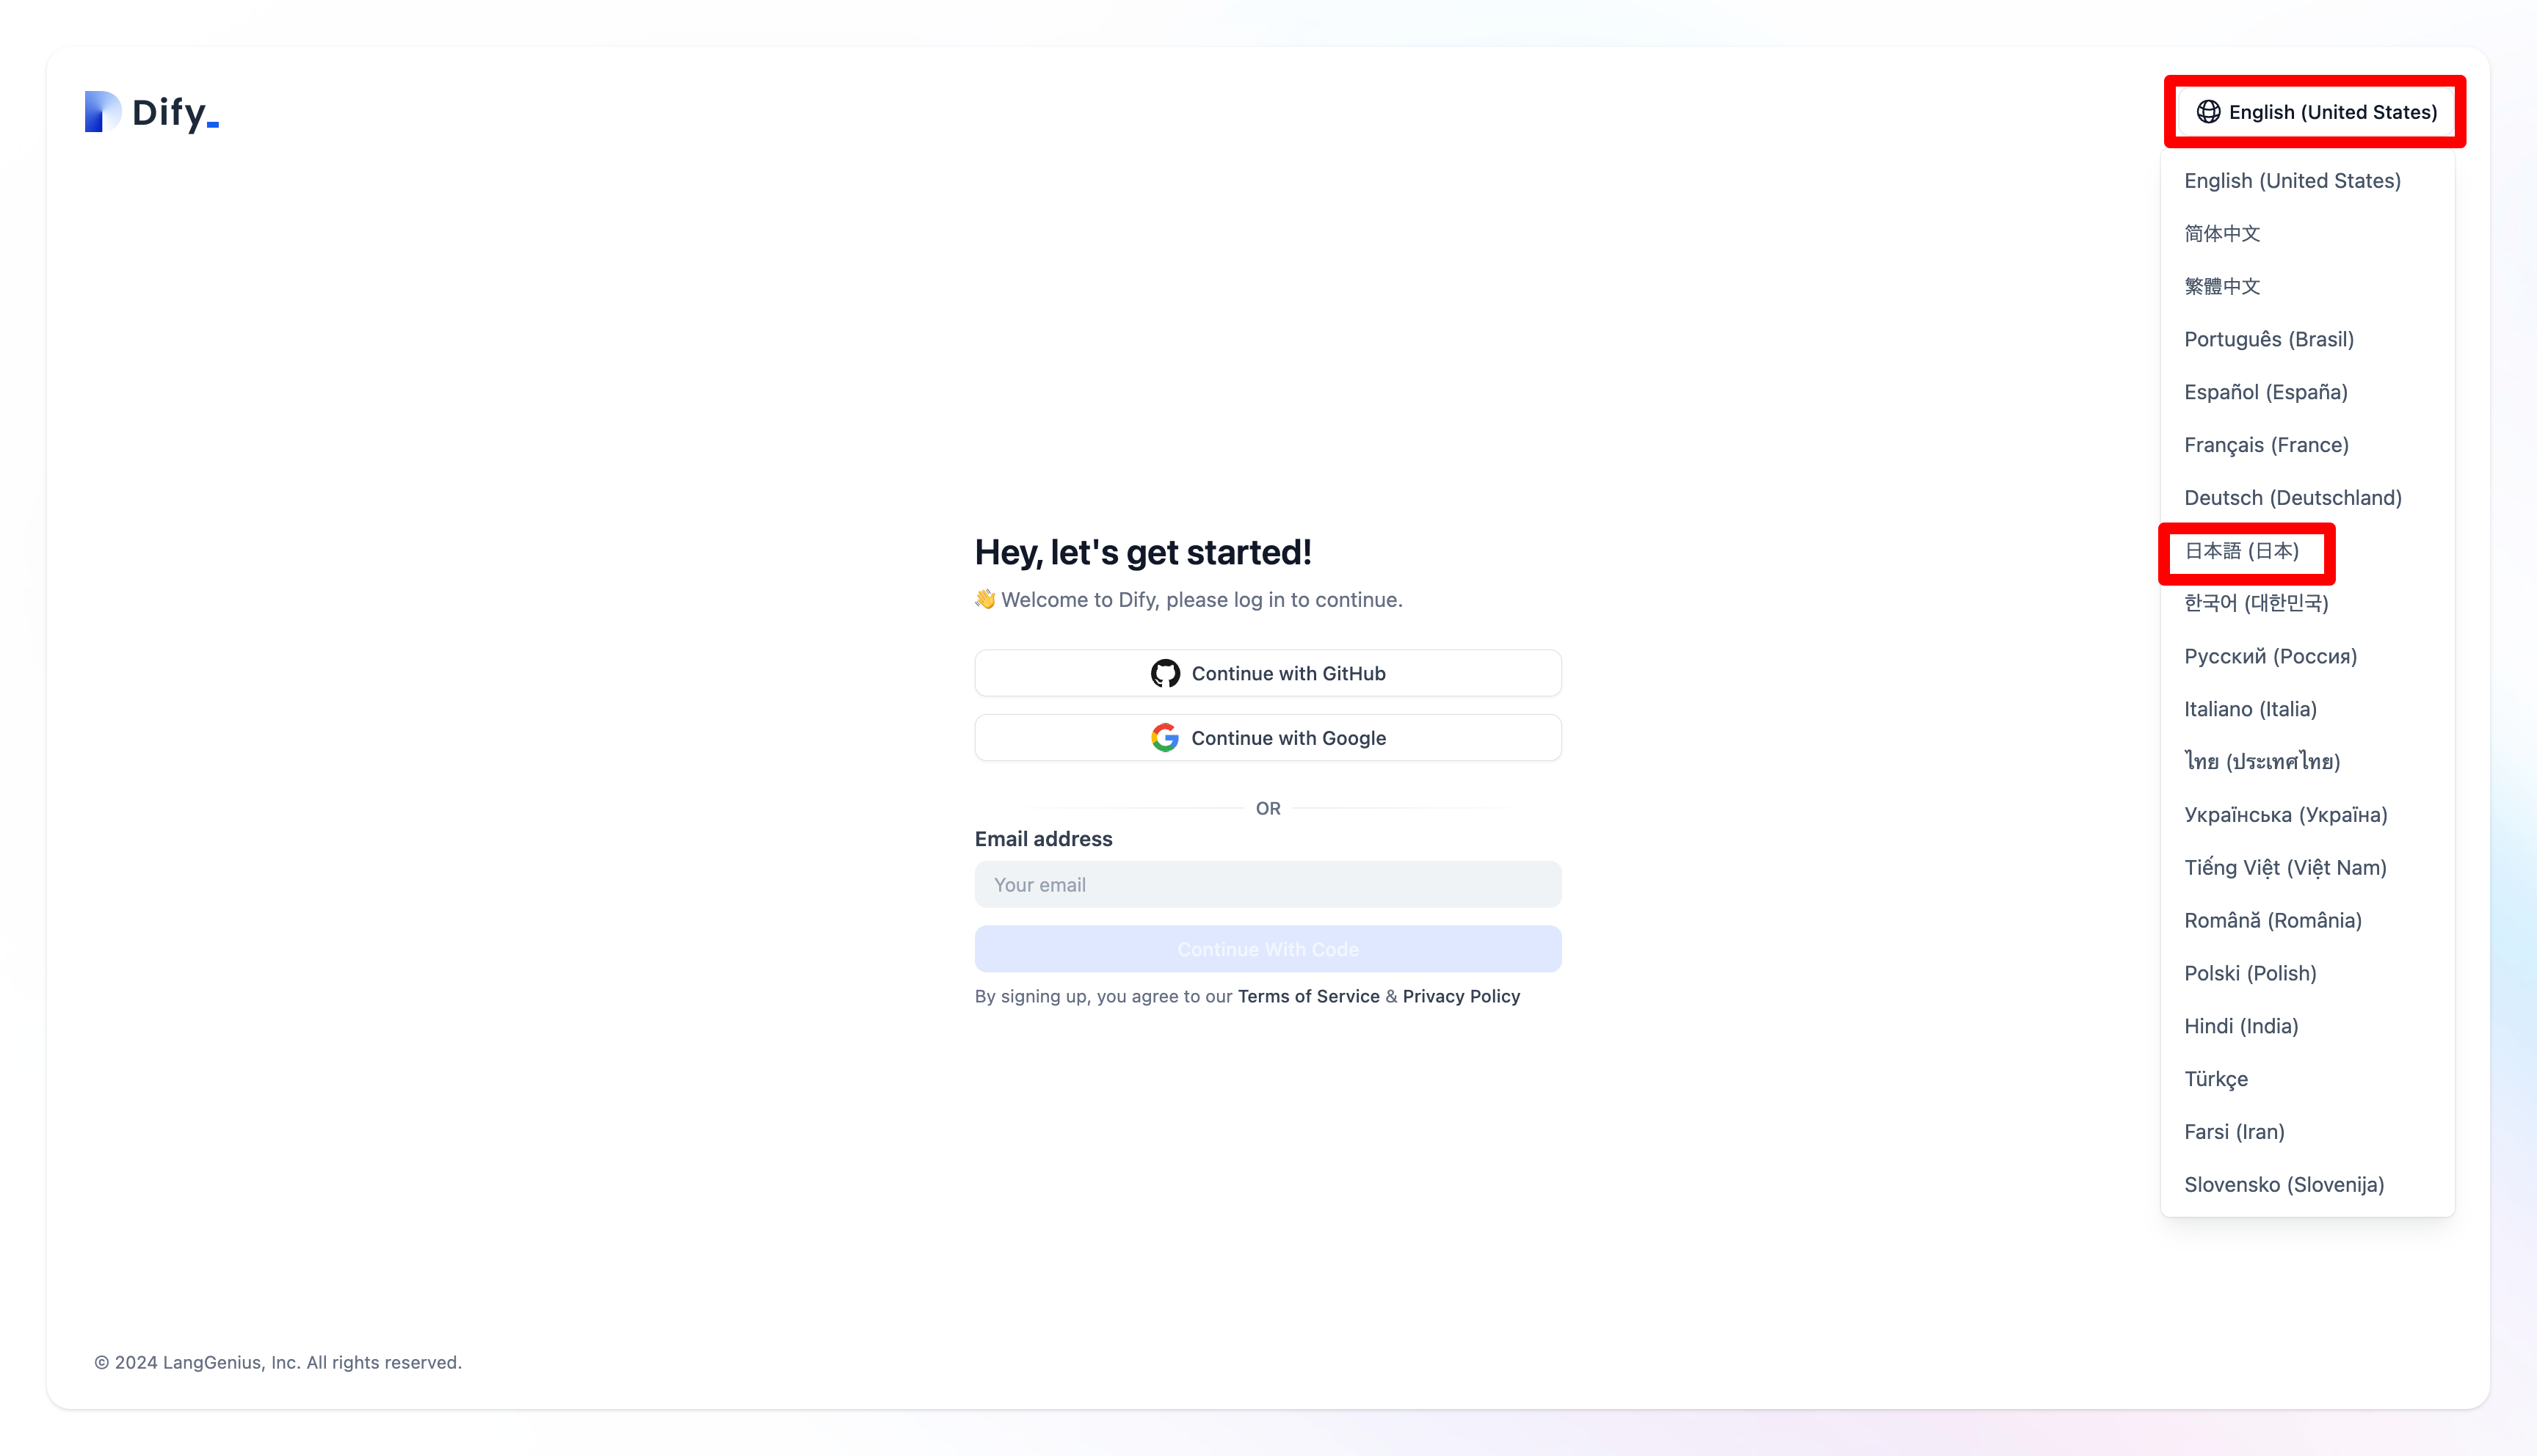 Dify_
English (United States)
English (United States)
简体中文
繁體中文
Português (Brasil)
Español (España)
Français (France)
Deutsch (Deutschland)
日本語 (日本)
한국어 (대한민국)
Русский (Россия)
Italiano (Italia)
ไทย (ประเทศไทย)
Українська (Україна)
Tiếng Việt (Việt Nam)
Română (România)
Polski (Polish)
Hindi (India)
Türkçe
Farsi (Iran)
Slovensko (Slovenija)
Hey, let's get started!
👋 Welcome to Dify, please log in to continue.
Continue with GitHub
Continue with Google
OR
Email address
Your email
Continue With Code
By signing up, you agree to our Terms of Service & Privacy Policy
© 2024 LangGenius, Inc. All rights reserved.